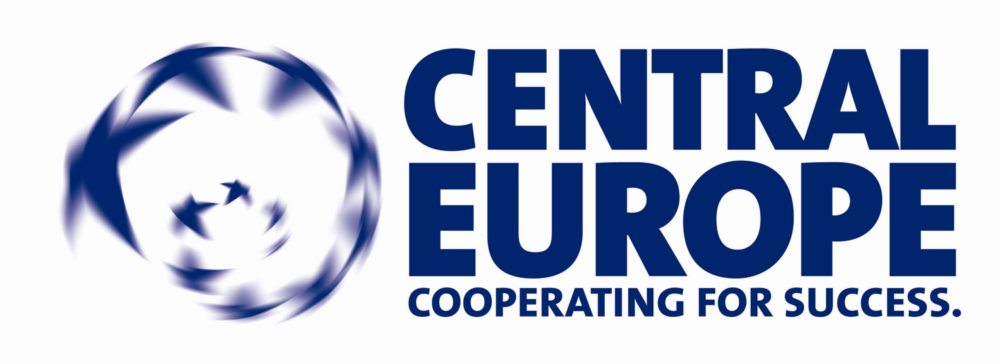 CENTRAL
EUROPE
COOPERATING FOR SUCCESS.